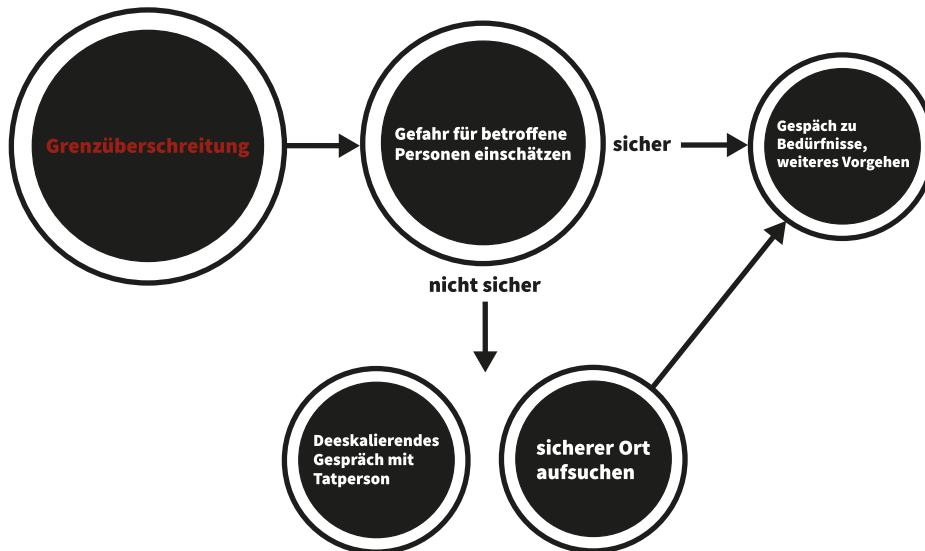 Grenzüberschreitung
Gefahr für betroffene
Personen einschätzen
sicher
Gespäch zu
Bedürfnisse,
weiteres Vorgehen
nicht sicher
Deeskalierendes
Gespräch mit
Tatperson
sicherer Ort
aufsuchen